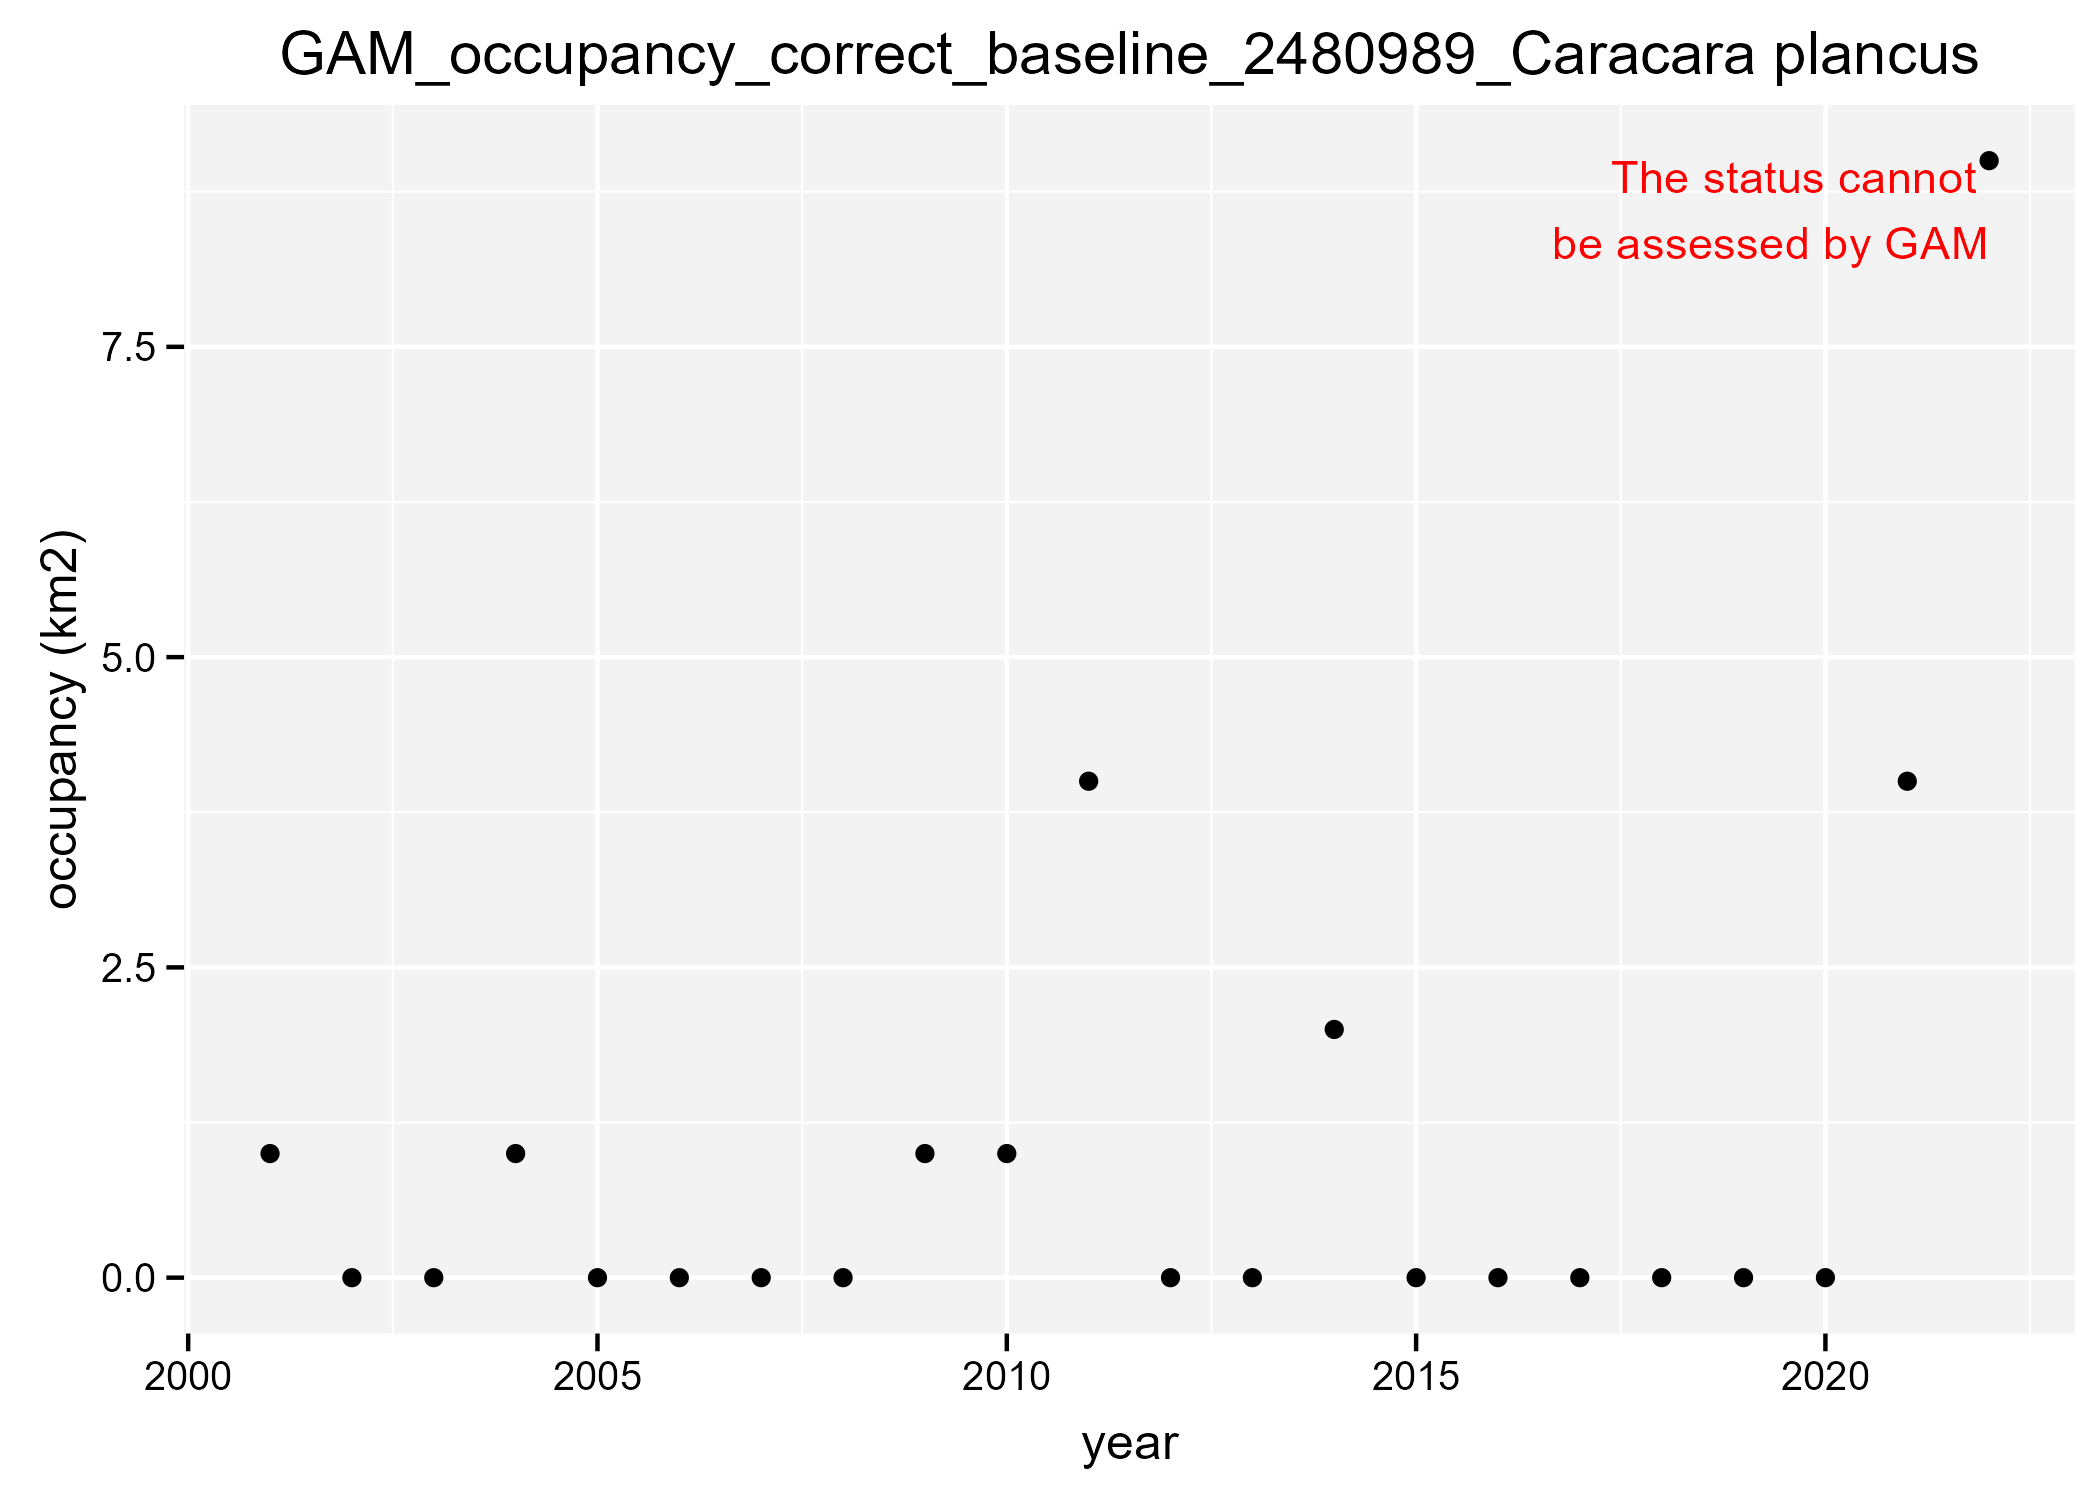 GAM_occupancy_correct_baseline_2480989_Caracara plancus
The status cannot
be assessed by GAM
7.5
5.0
2.5
0.0
occupancy (km2)
2000 2005 2010 2015 2020
year